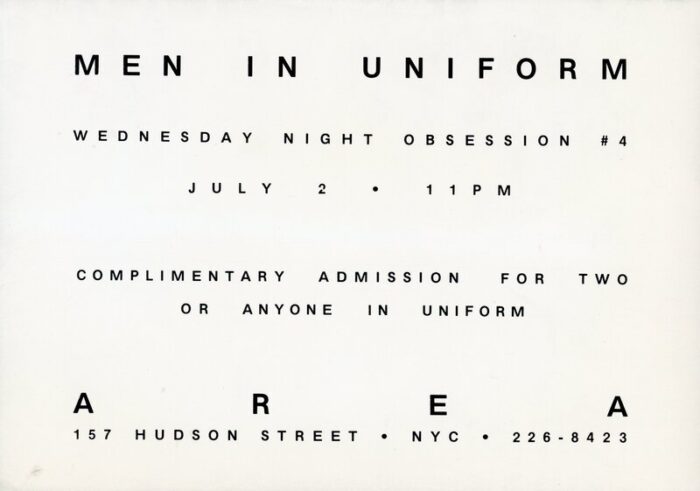 MEN IN UNIFORM
WEDNESDAY NIGHT OBSESSION #4
JULY 2 • 11PM
COMPLIMENTARY ADMISSION FOR TWO
OR ANYONE IN UNIFORM
AREA
157 HUDSON STREET • NYC • 226-8423